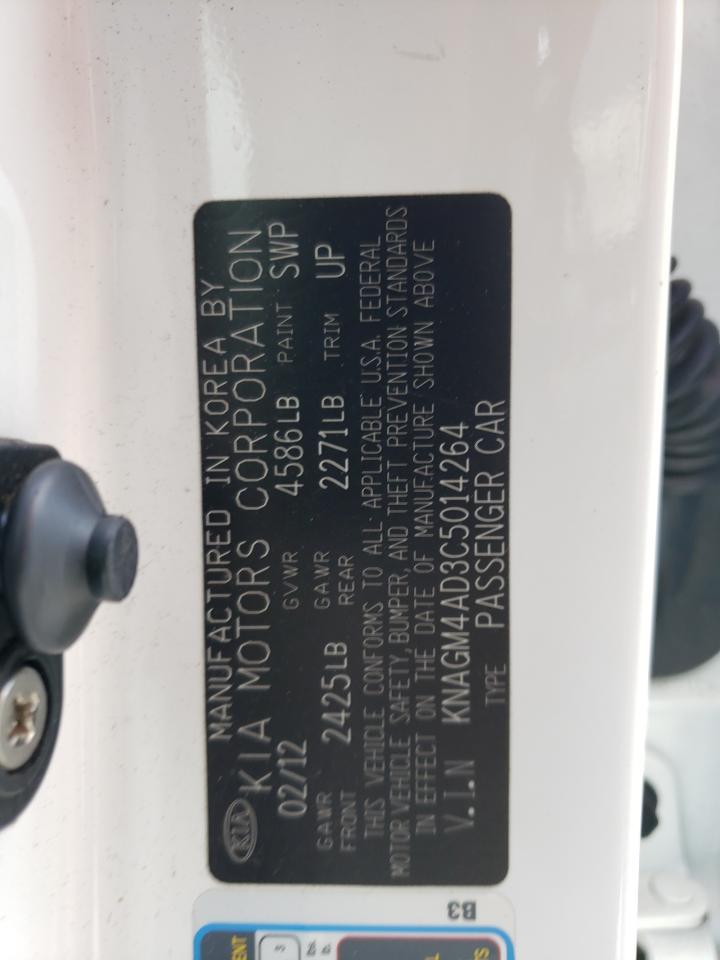 MANUFACTURED IN KOREA BY
KIA KIA MOTORS CORPORATION
02/12 GVWR 4586LB PAINT SWP
GAWR FRONT 2425LB GAWR REAR 2271LB TRIM UP
THIS VEHICLE CONFORMS TO ALL APPLICABLE U.S.A. FEDERAL
MOTOR VEHICLE SAFETY, BUMPER, AND THEFT PREVENTION STANDARDS
IN EFFECT ON THE DATE OF MANUFACTURE SHOWN ABOVE
V.I.N KNAGM4AD3C5014264
TYPE PASSENGER CAR
B3
3